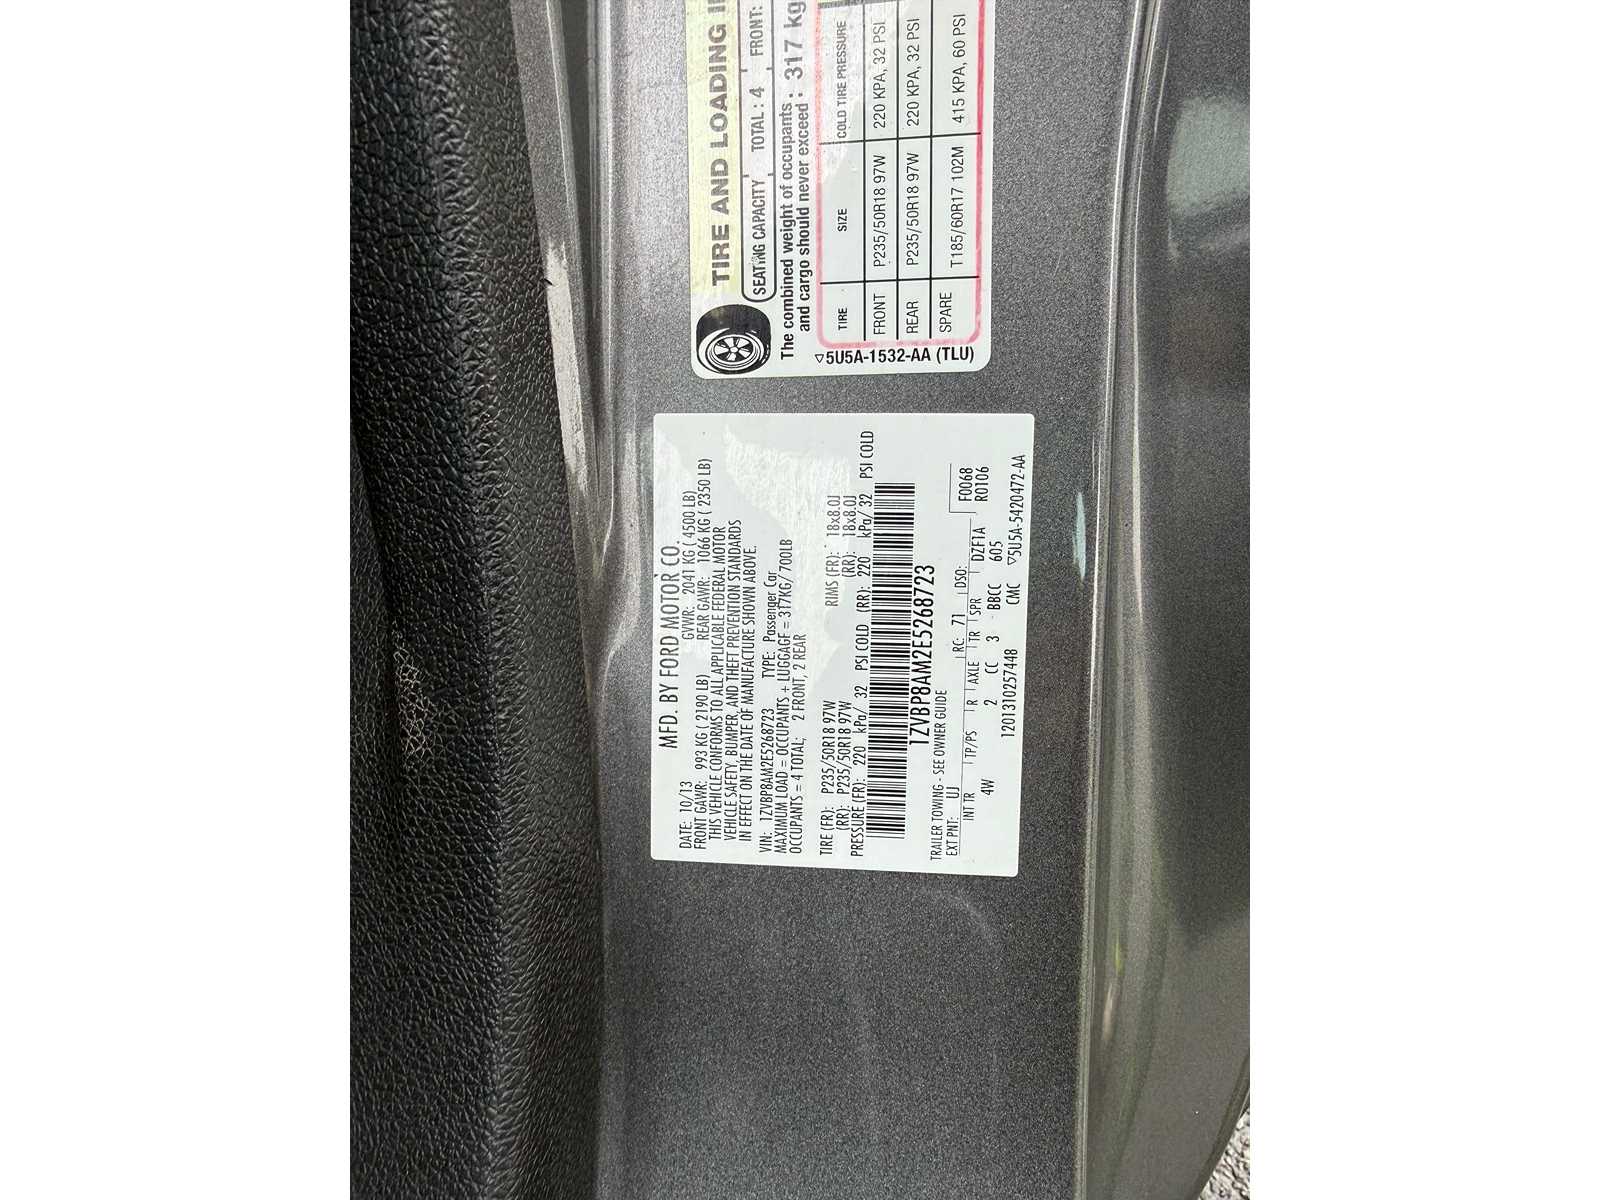 TIRE AND LOADING
SEATING CAPACITY TOTAL : 4 FRONT:
The combined weight of occupants :
and cargo should never exceed : 317 kg
TIRE SIZE COLD TIRE PRESSURE
FRONT P235/50R18 97W 220 KPA, 32 PSI
REAR P235/50R18 97W 220 KPA, 32 PSI
SPARE T185/60R17 102M 415 KPA, 60 PSI
5U5A-1532-AA (TLU)
MFD. BY FORD MOTOR CO.
DATE: 10/13 GVWR: 2041 KG ( 4500 LB)
FRONT GAWR: 993 KG ( 2190 LB) REAR GAWR: 1066 KG ( 2350 LB)
THIS VEHICLE CONFORMS TO ALL APPLICABLE FEDERAL MOTOR
VEHICLE SAFETY, BUMPER, AND THEFT PREVENTION STANDARDS
IN EFFECT ON THE DATE OF MANUFACTURE SHOWN ABOVE.
VIN: 1ZVBP8AM2E5268723 TYPE: Passenger Car
MAXIMUM LOAD = OCCUPANTS + LUGGAGE = 317KG/ 700LB
OCCUPANTS = 4 TOTAL; 2 FRONT, 2 REAR
TIRE (FR): P235/50R18 97W RIMS (FR): 18x8.0J
(RR): P235/50R18 97W (RR): 18x8.0J
PRESSURE (FR): 220 kPa/ 32 PSI COLD (RR): 220 kPa/ 32 PSI COLD
1ZVBP8AM2E5268723
TRAILER TOWING - SEE OWNER GUIDE
EXT PNT: UJ RC: 71 DSO: F0068
INT TR TP/PS R AXLE TR SPR DZF1A R0106
4W 2 CC 3 BBCC 605
1201310257448 CMC 5U5A-5420472-AA